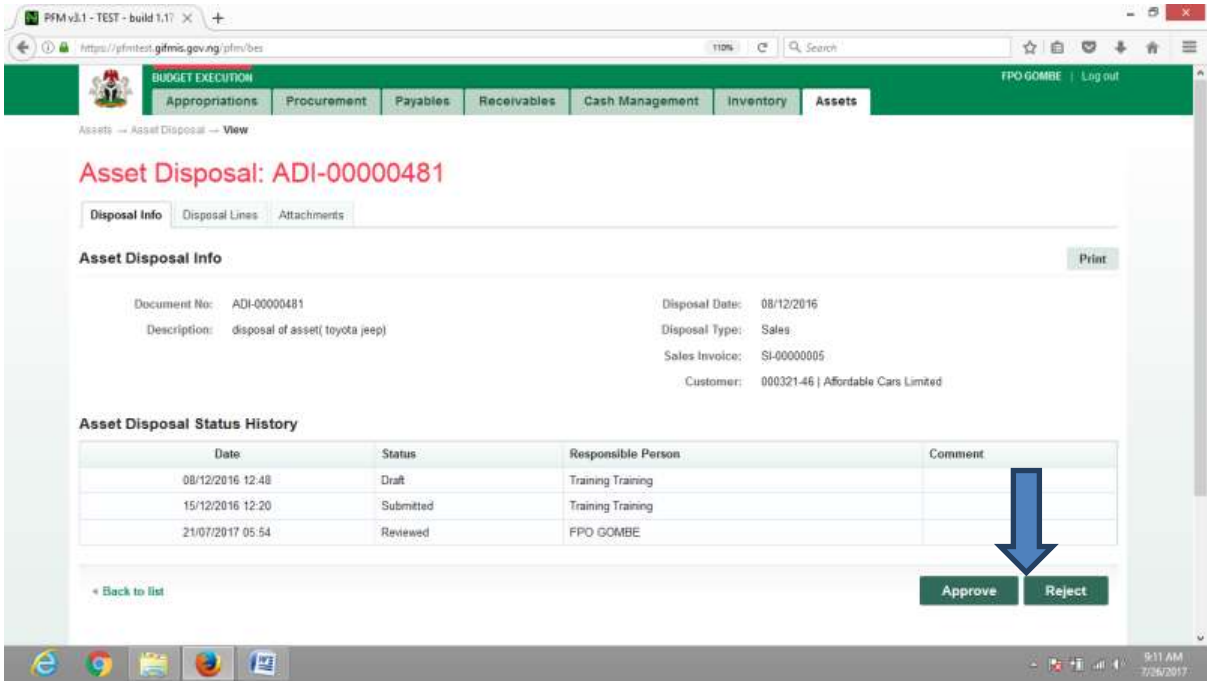 PFM v3.1 - TEST - build 1.1
https://pfmtest.gifmis.gov.ng/pfm/bes
110%
Search
BUDGET EXECUTION
FPO GOMBE | Log out
Appropriations Procurement Payables Receivables Cash Management Inventory Assets
Assets → Asset Disposal → View
Asset Disposal: ADI-00000481
Disposal Info Disposal Lines Attachments
Asset Disposal Info
Print
Document No: ADI-00000481
Disposal Date: 08/12/2016
Description: disposal of asset( toyota jeep)
Disposal Type: Sales
Sales Invoice: SI-00000005
Customer: 000321-46 | Affordable Cars Limited
Asset Disposal Status History
Date Status Responsible Person Comment
08/12/2016 12:48 Draft Training Training
15/12/2016 12:20 Submitted Training Training
21/07/2017 05:54 Reviewed FPO GOMBE
« Back to list
Approve Reject
9:11 AM
7/26/2017